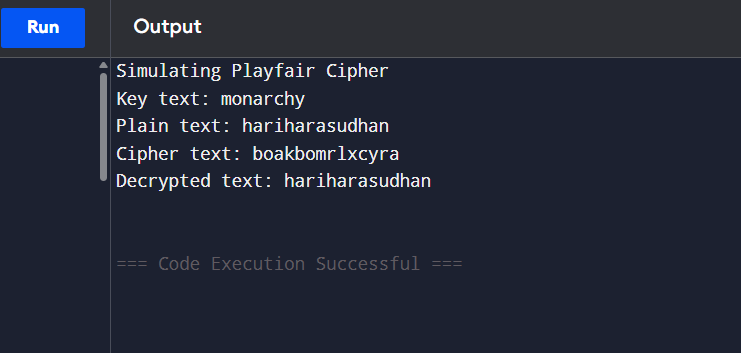 Run
Output
Simulating Playfair Cipher
Key text: monarchy
Plain text: hariharasudhan
Cipher text: boakbomrlxcyra
Decrypted text: hariharasudhan
=== Code Execution Successful ===